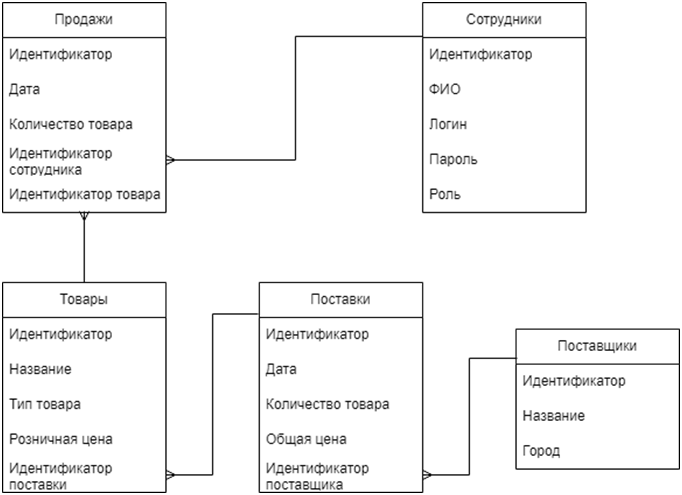 Продажи
Идентификатор
Дата
Количество товара
Идентификатор
сотрудника
Идентификатор товара
Сотрудники
Идентификатор
ФИО
Логин
Пароль
Роль
Товары
Идентификатор
Название
Тип товара
Розничная цена
Идентификатор
поставки
Поставки
Идентификатор
Дата
Количество товара
Общая цена
Идентификатор
поставщика
Поставщики
Идентификатор
Название
Город